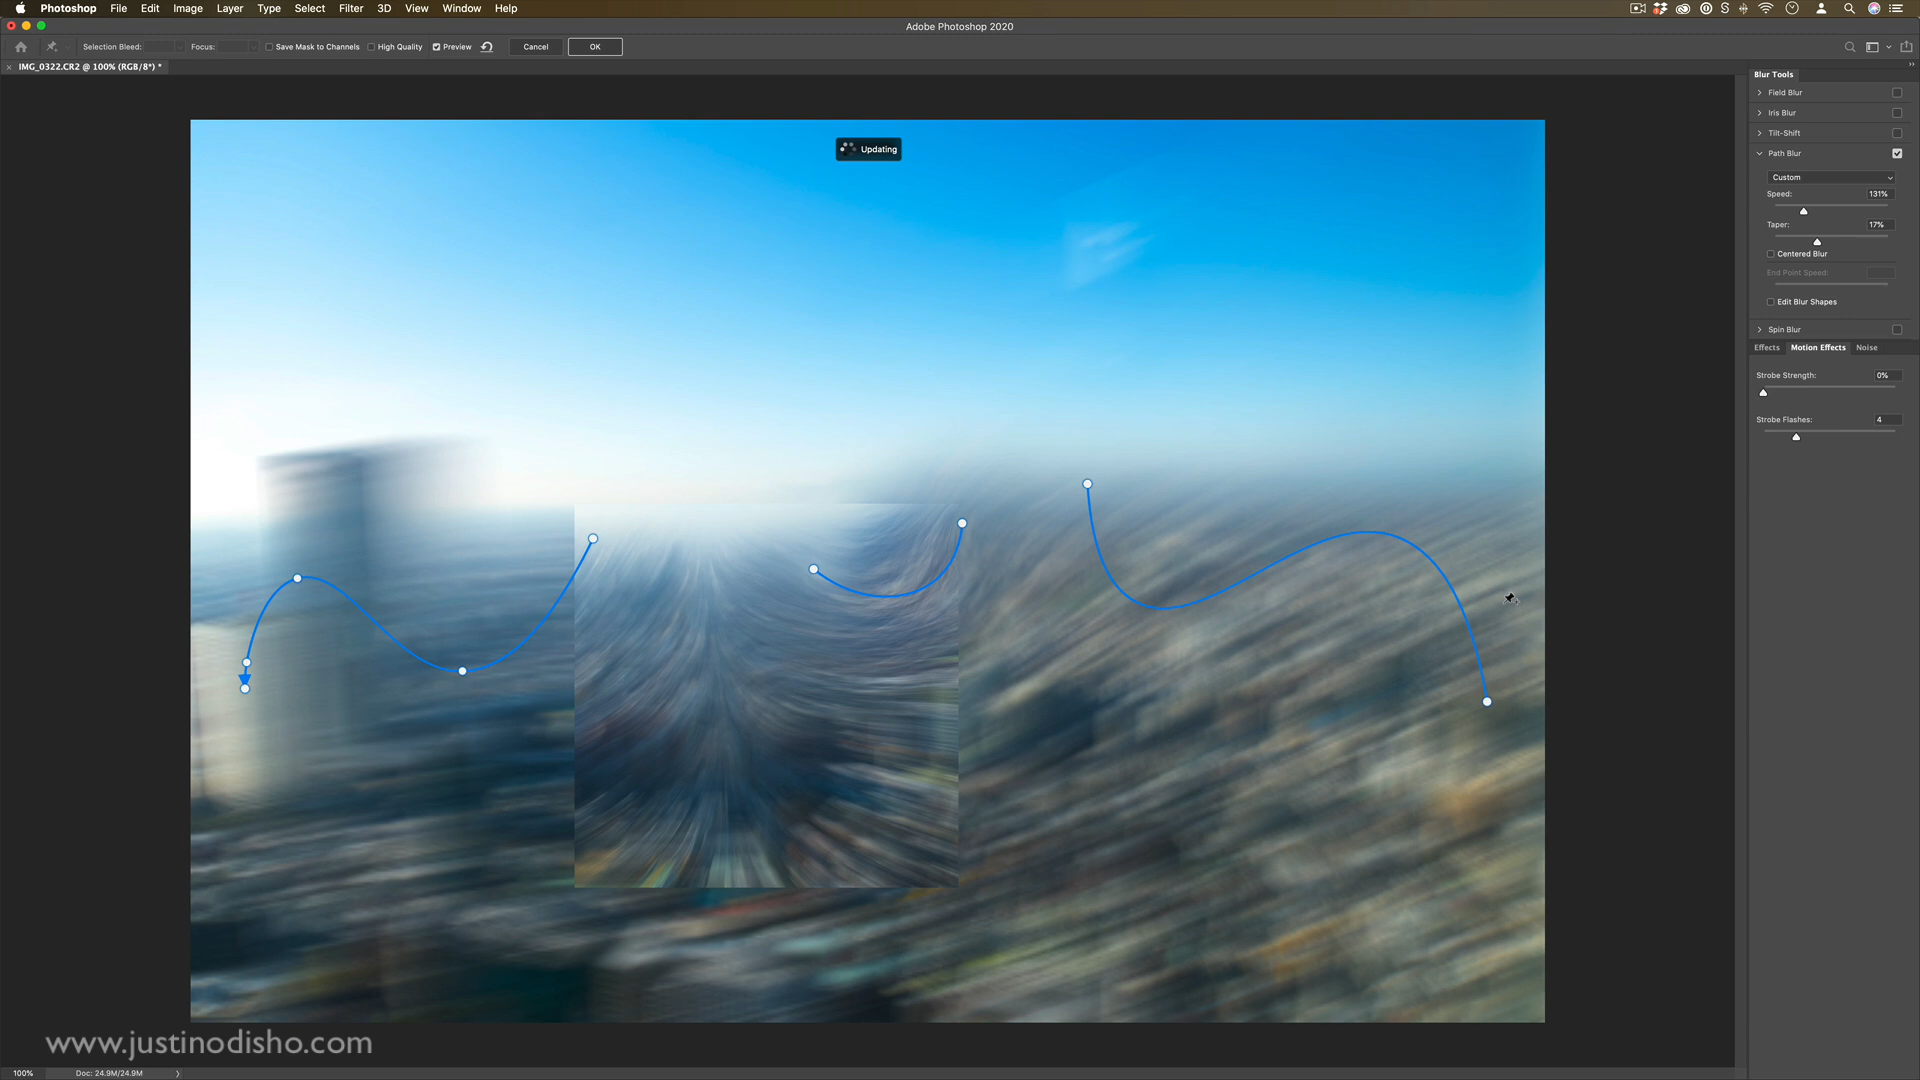 Photoshop File Edit Image Layer Type Select Filter 3D View Window Help
Adobe Photoshop 2020
Selection Bleed: Focus: Save Mask to Channels High Quality Preview Cancel OK
× IMG_0322.CR2 @ 100% (RGB/8*) *
Updating
Blur Tools
Field Blur
Iris Blur
Tilt-Shift
Path Blur
Custom
Speed: 131%
Taper: 17%
Centered Blur
End Point Speed:
Edit Blur Shapes
Spin Blur
Effects Motion Effects Noise
Strobe Strength: 0%
Strobe Flashes: 4
www.justinodisho.com
100% Doc: 24.9M/24.9M